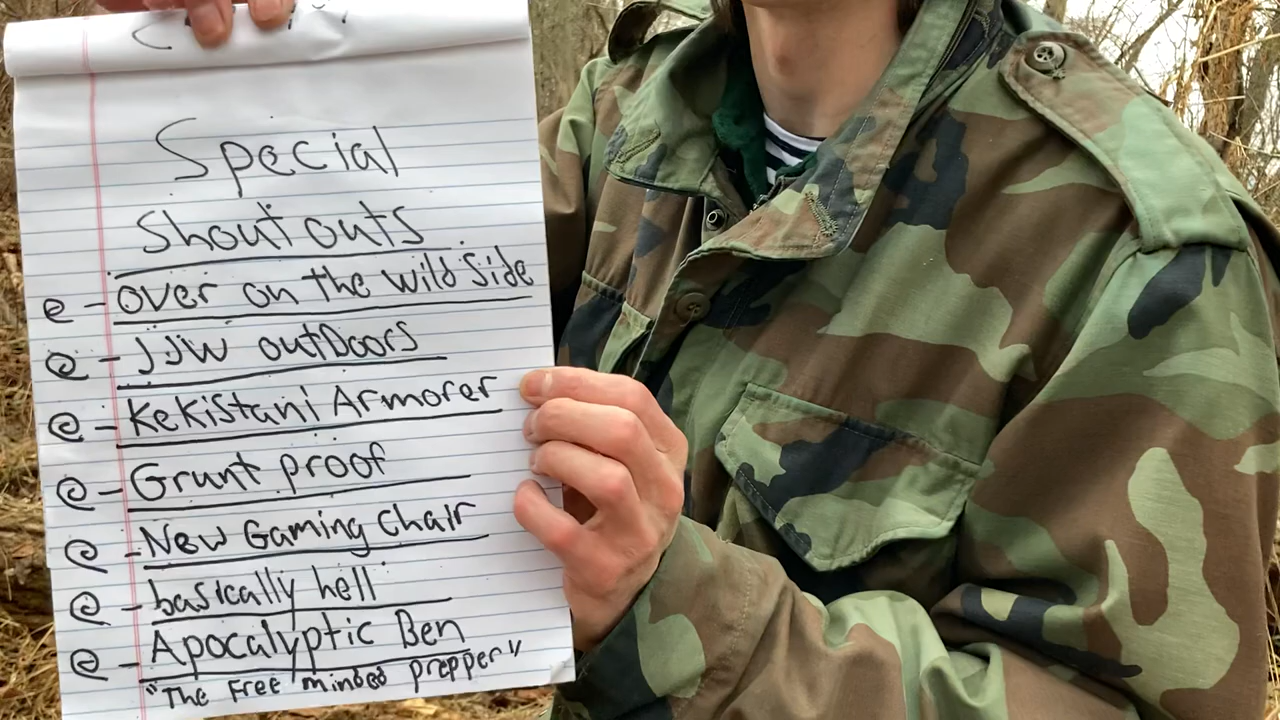 Special
Shout outs
@ - over on the wild Side
@ - JJW outDoors
@ - Kekistani Armorer
@ - Grunt proof
@ - New Gaming Chair
@ - basically hell
@ - Apocalyptic Ben
"The Free minded prepper"